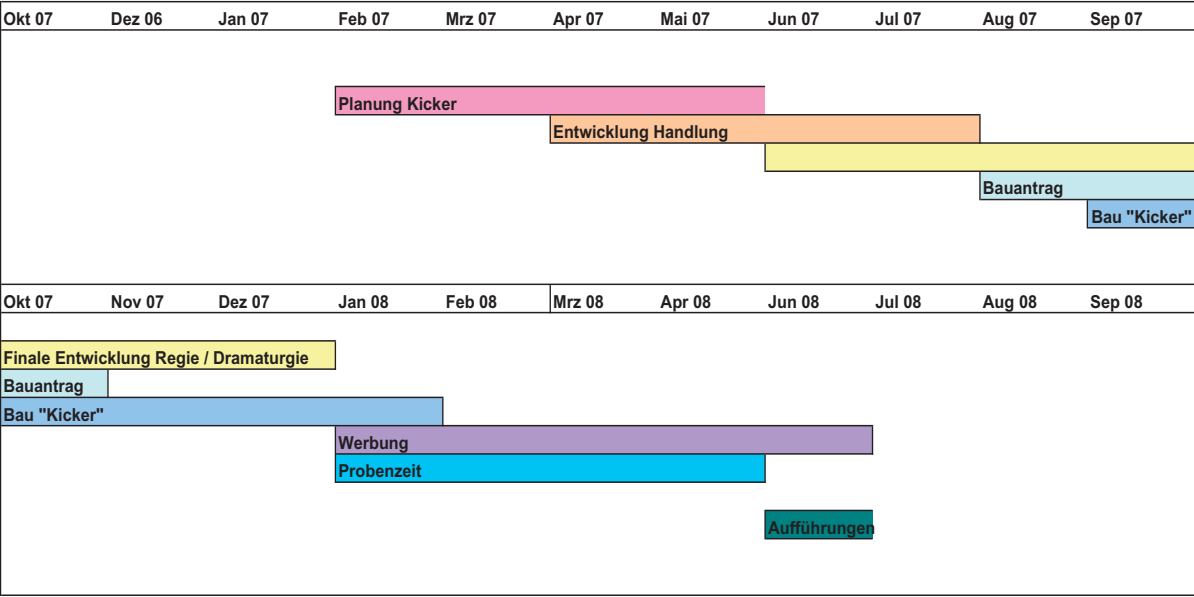 Okt 07 Dez 06 Jan 07 Feb 07 Mrz 07 Apr 07 Mai 07 Jun 07 Jul 07 Aug 07 Sep 07
Planung Kicker
Entwicklung Handlung
Bauantrag
Bau "Kicker"
Okt 07 Nov 07 Dez 07 Jan 08 Feb 08 Mrz 08 Apr 08 Jun 08 Jul 08 Aug 08 Sep 08
Finale Entwicklung Regie / Dramaturgie
Bauantrag
Bau "Kicker"
Werbung
Probenzeit
Aufführungen